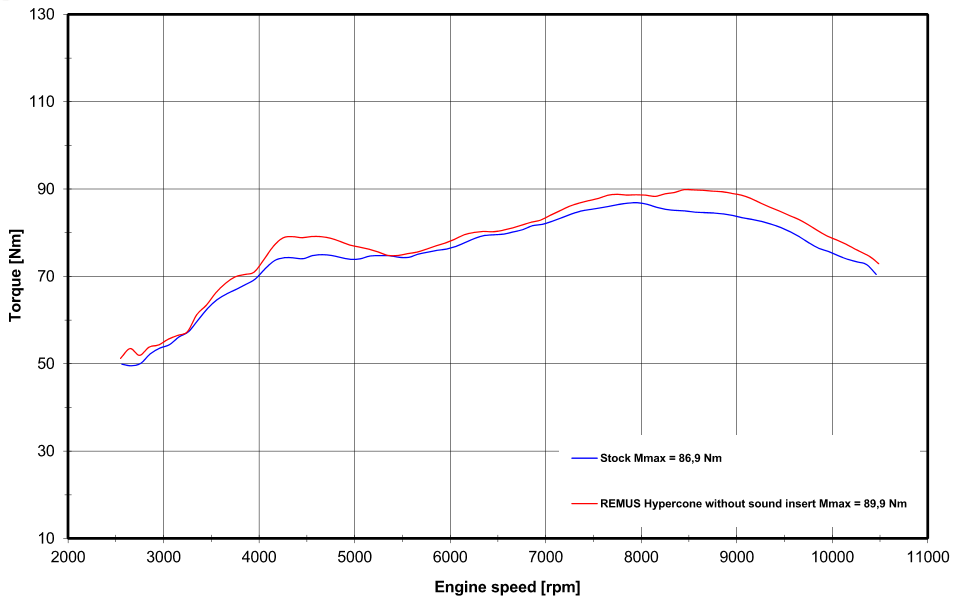 130
110
90
70
50
30
10
Torque [Nm]
Stock Mmax = 86,9 Nm
REMUS Hypercone without sound insert Mmax = 89,9 Nm
2000 3000 4000 5000 6000 7000 8000 9000 10000 11000
Engine speed [rpm]